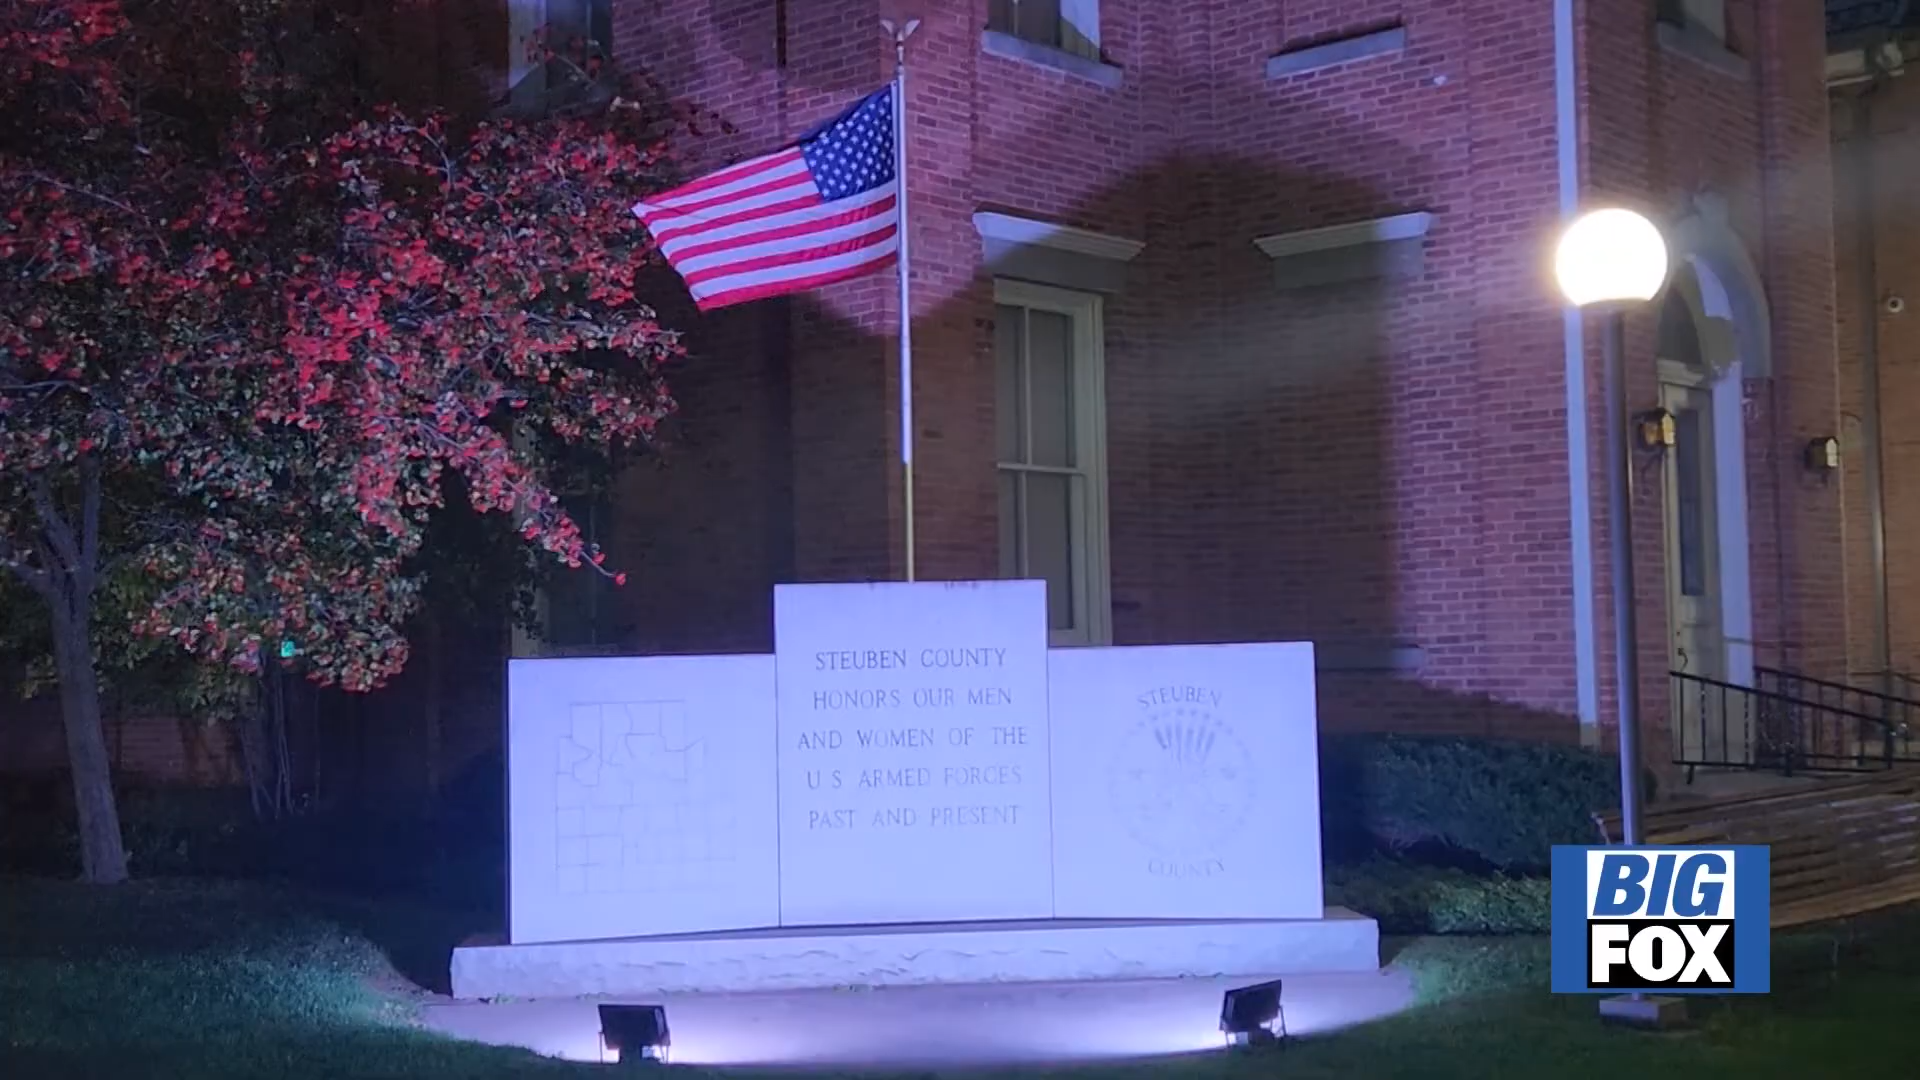 STEUBEN COUNTY
HONORS OUR MEN
AND WOMEN OF THE
U S ARMED FORCES
PAST AND PRESENT
STEUBEN
COUNTY
BIG
FOX